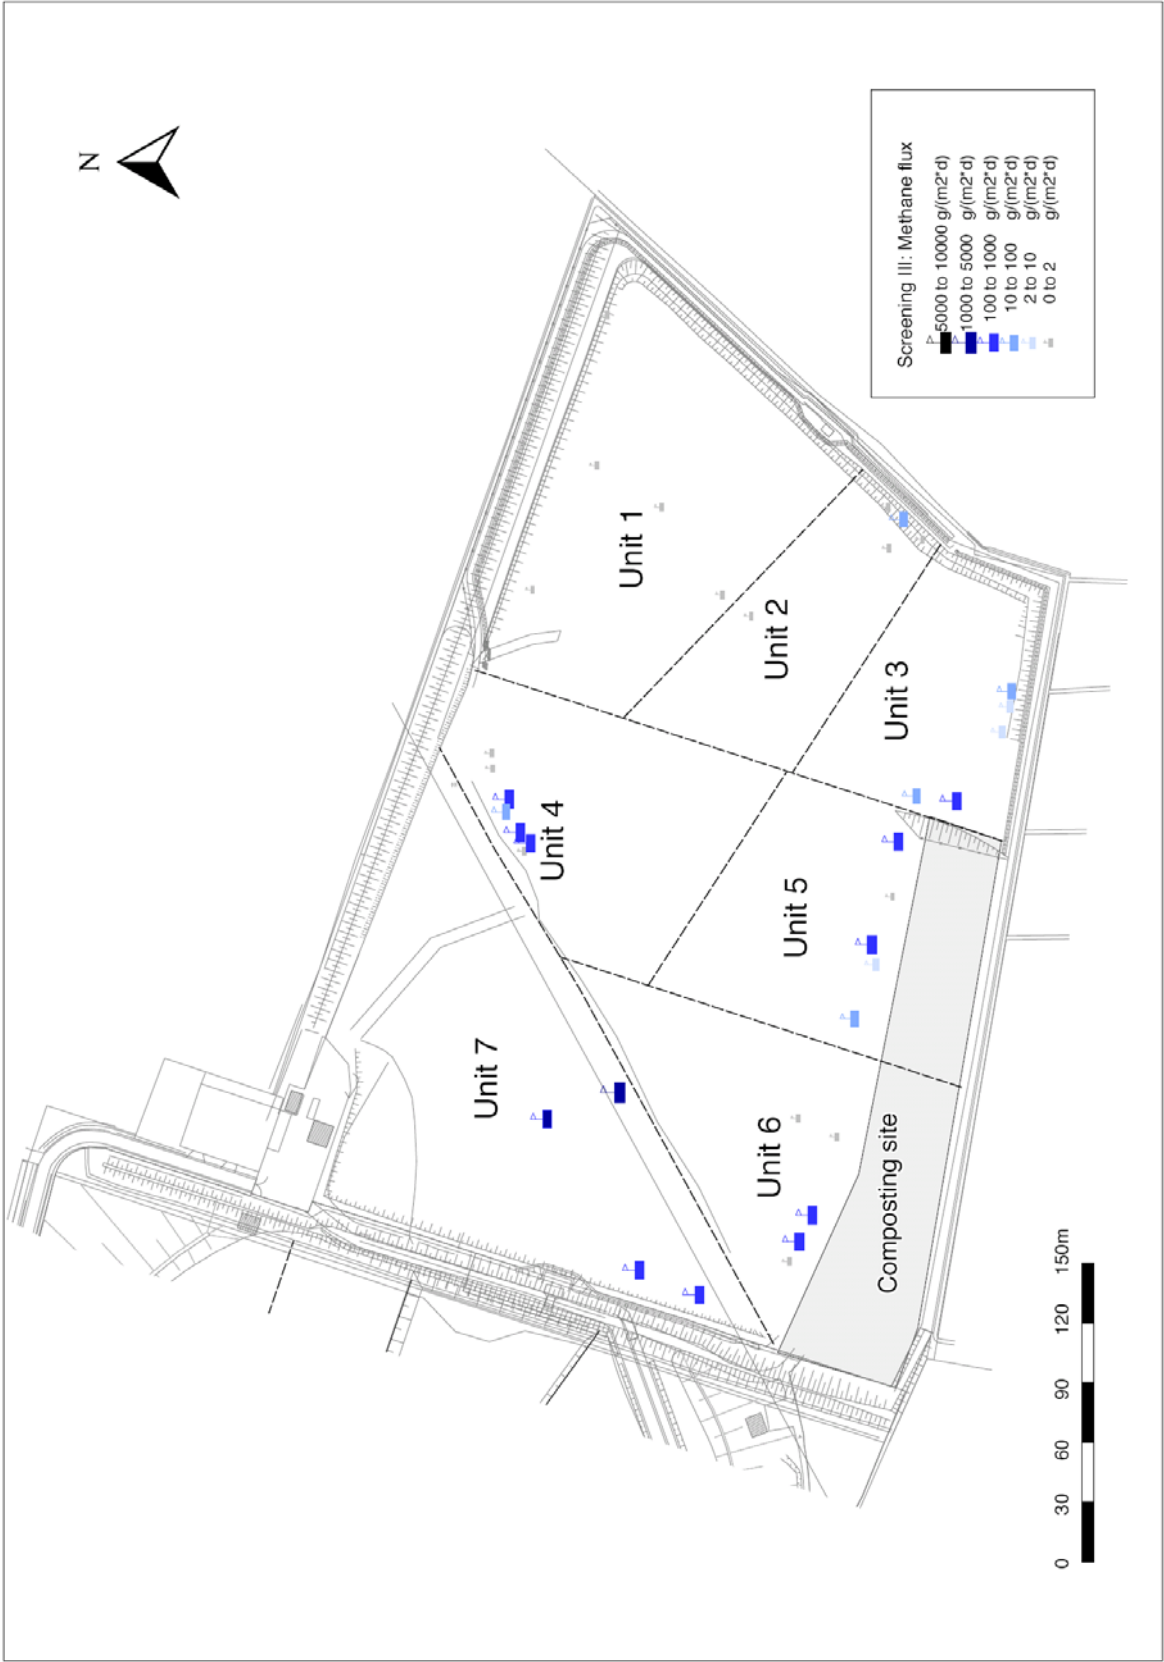 N
Screening III: Methane flux
5000 to 10000 g/(m2*d)
1000 to 5000 g/(m2*d)
100 to 1000 g/(m2*d)
10 to 100 g/(m2*d)
2 to 10 g/(m2*d)
0 to 2 g/(m2*d)
Unit 1
Unit 2
Unit 3
Unit 4
Unit 5
Unit 7
Unit 6
Composting site
0 30 60 90 120 150m